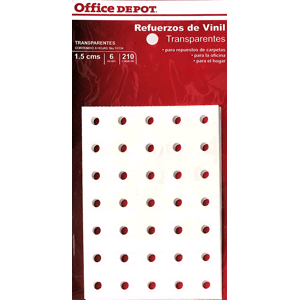 Office DEPOT.
Refuerzos de Vinil
Transparentes
• para repuestos de carpetas
• para la oficina
• para el hogar
TRANSPARENTES
1.5 cms
6
210